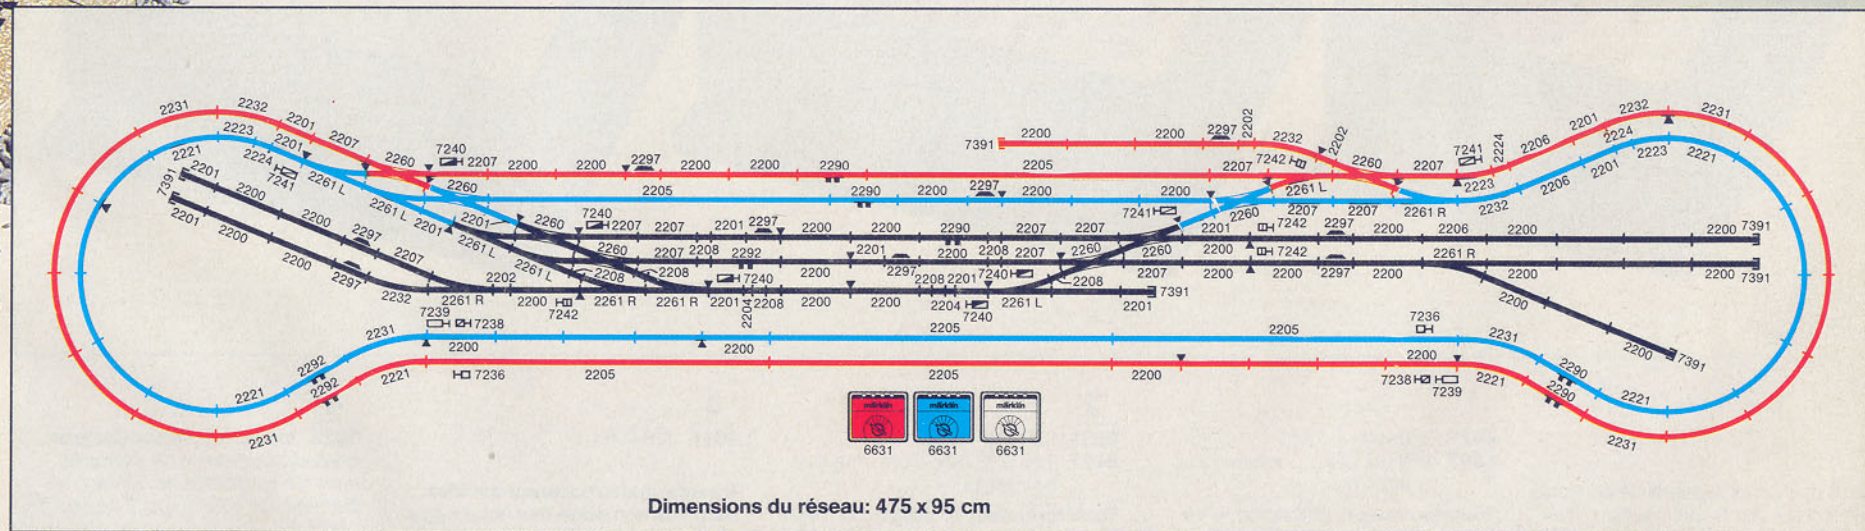 2231 2232 2201 2207 2260 7240 2207 2200 2200 2297 2200 2200 2290
7391 2200 2200 2297 2202 2232 2202
2205 2207 7242 2260 2207 7241 2224 2206 2201 2232 2231
2221 2223 2224 2201 7241 2261 L 2260 2205 2290 2200 2297 2200 2200 2261 L 2223 2232 2206 2201 2224 2223 2221
7391 2201 2200 2200 2297 2207
2261 L 2201 2201 2260 7240 2207 2207 2201 2297 2200 2200 2290 2207 2207 7241 2260 2207 2207 2261 R
2201 7242 2297 2200 2206 2200 7391
2201 2200 2200 2297 2232
2261 L 2260 2207 2208 2292 2201 2200 2208 2207 2260 2200 7242 2261 R
2261 L 2208 2208 7240 2200 2297 2208 2201 7240 2208 2207 2200 2297 2200 2200 7391
2202 2261 R 2200 7242 2261 R 2261 R 2201 2208 2204 2200 2200 2204 7240 2261 L 2201 7391
2200 2200 7391
7239 7238 2231 2200 2200 2205 2205 7236 2231
2292 2292 2221 7236 2205 2205 2200 2200 7238 7239 2221 2290 2290
2221 2231 2221 2231
märklin märklin märklin
6631 6631 6631
Dimensions du réseau: 475 x 95 cm